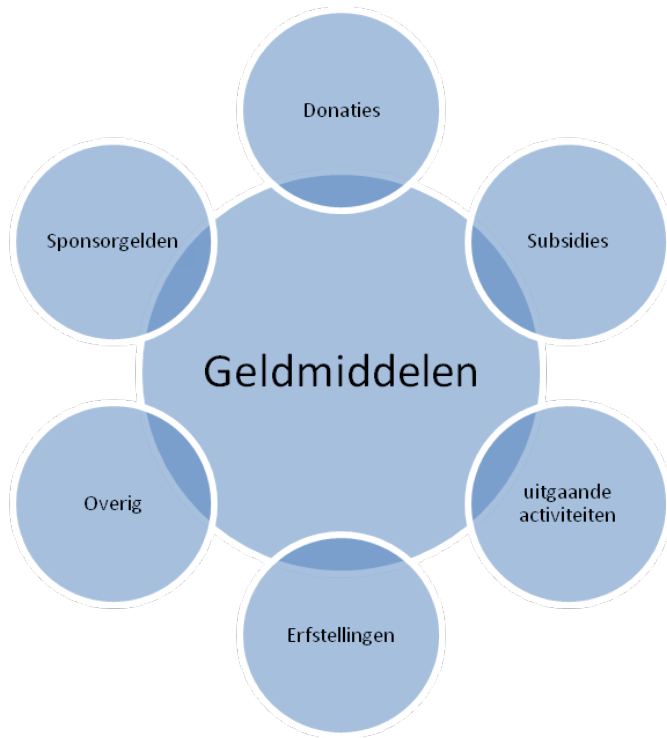 Donaties
Sponsorgelden
Subsidies
Geldmiddelen
Overig
uitgaande
activiteiten
Erfstellingen